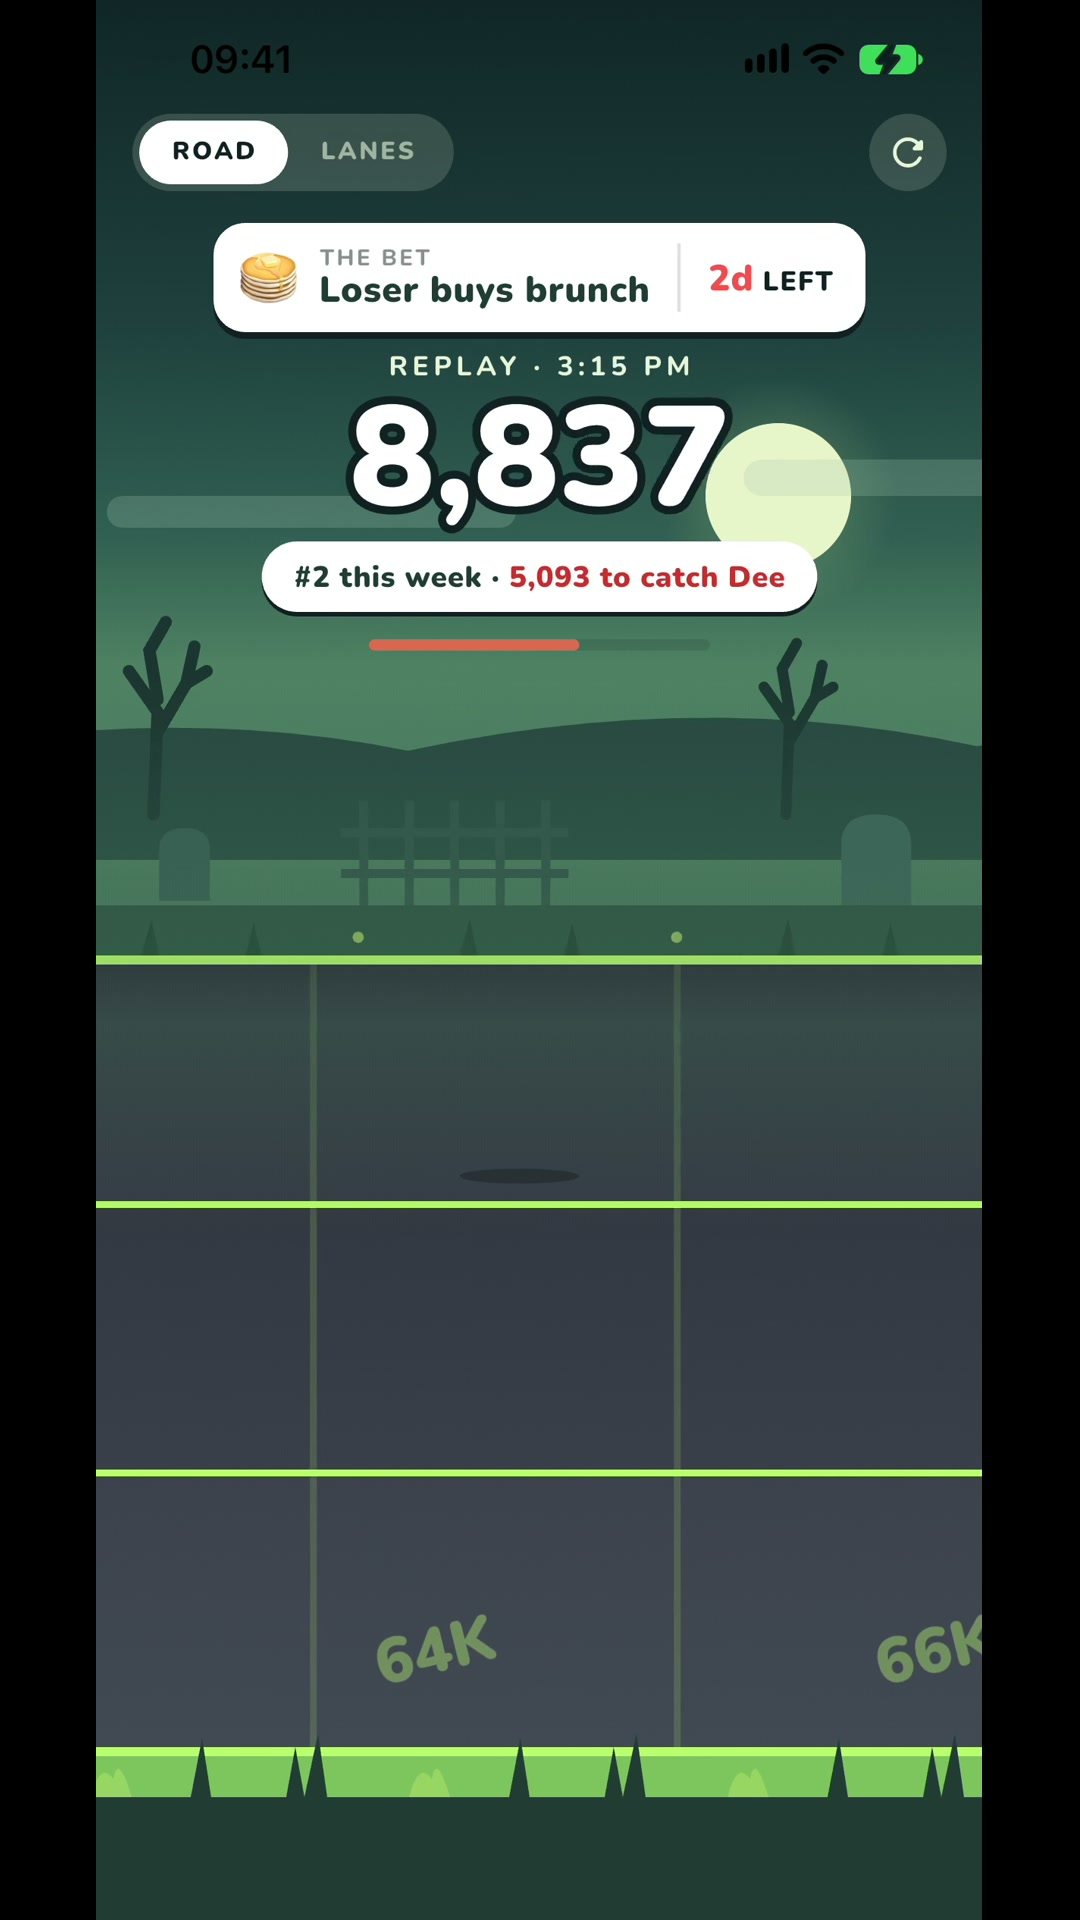 09:41
ROAD LANES
THE BET
Loser buys brunch
2d LEFT
REPLAY · 3:15 PM
8,837
#2 this week · 5,093 to catch Dee
64K
66K